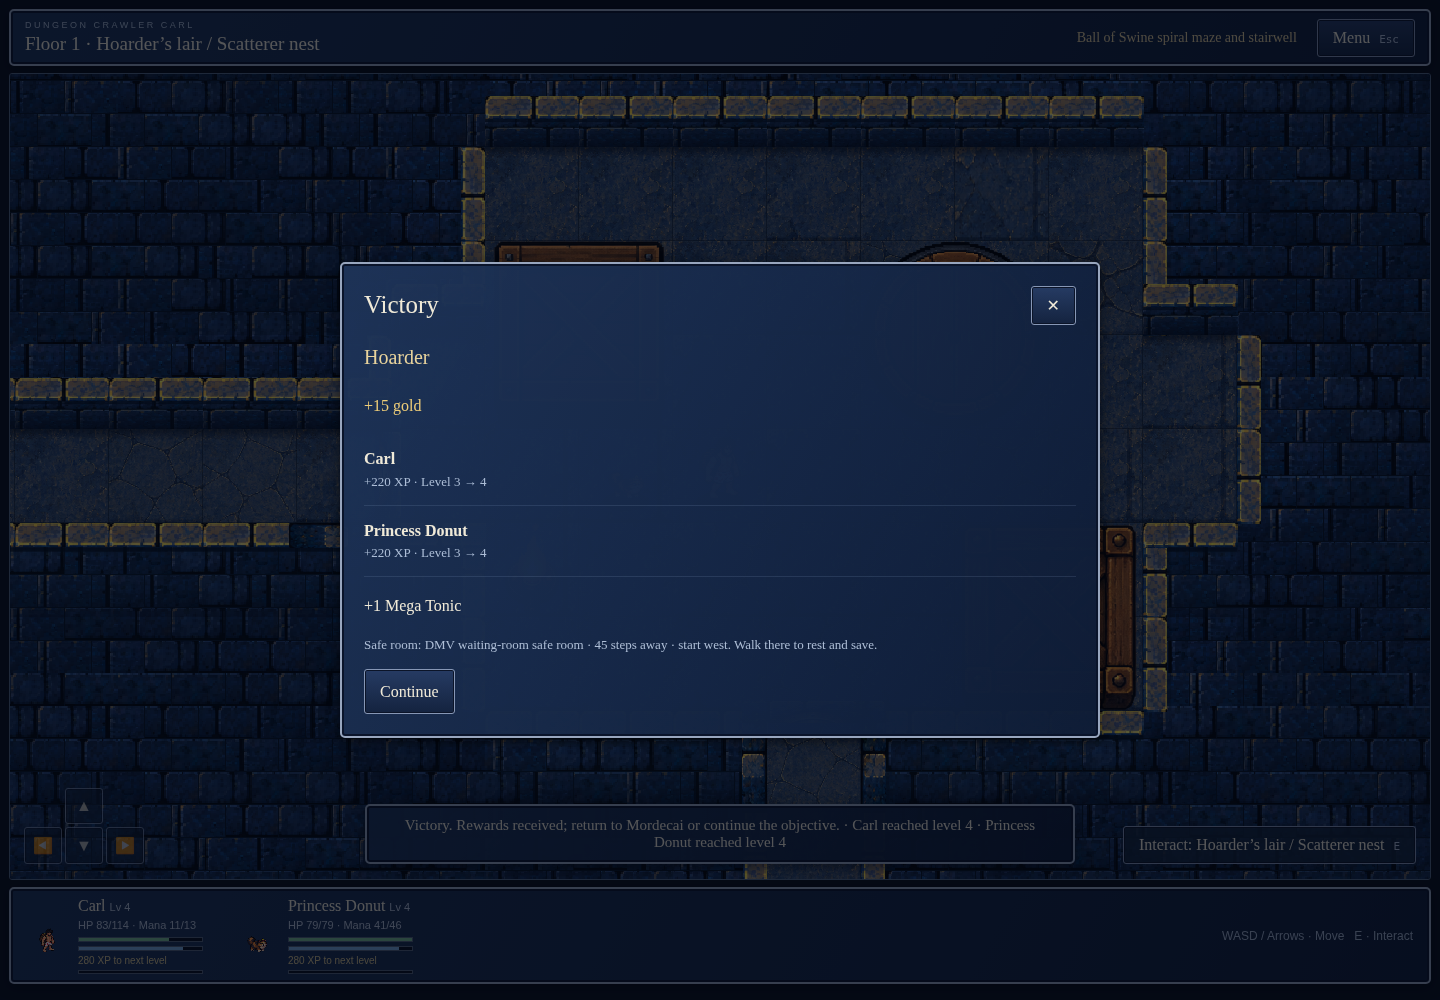 DUNGEON CRAWLER CARL
Floor 1 · Hoarder’s lair / Scatterer nest
Ball of Swine spiral maze and stairwell
Menu Esc
Victory
✕
Hoarder
+15 gold
Carl
+220 XP · Level 3 → 4
Princess Donut
+220 XP · Level 3 → 4
+1 Mega Tonic
Safe room: DMV waiting-room safe room · 45 steps away · start west. Walk there to rest and save.
Continue
Victory. Rewards received; return to Mordecai or continue the objective. · Carl reached level 4 · Princess
Donut reached level 4
Interact: Hoarder’s lair / Scatterer nest E
Carl Lv 4
HP 83/114 · Mana 11/13
280 XP to next level
Princess Donut Lv 4
HP 79/79 · Mana 41/46
280 XP to next level
WASD / Arrows · Move E · Interact